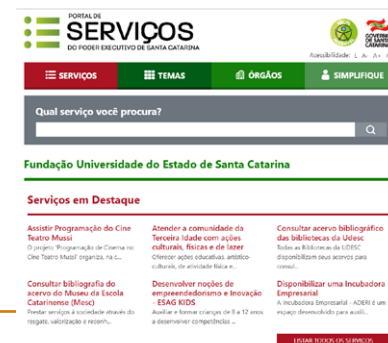 PORTAL DE
SERVIÇOS
DO PODER EXECUTIVO DE SANTA CATARINA
GOVERNO
DE SANTA
CATARINA
Acessibilidade: L A- A+
SERVIÇOS
TEMAS
ÓRGÃOS
SIMPLIFIQUE
Qual serviço você procura?
Fundação Universidade do Estado de Santa Catarina
Serviços em Destaque
Assistir Programação do Cine
Teatro Mussi
O projeto 'Programação de Cinema no
Cine Teatro Mussi' organiza, na c...
Atender a comunidade da
Terceira Idade com ações
culturais, físicas e de lazer
Oferecer ações educativas, artístico-
culturais, de atividade física e...
Consultar acervo bibliográfico
das bibliotecas da Udesc
Todas as Bibliotecas da UDESC
disponibilizam seus acervos para
consul...
Consultar bibliografia do
acervo do Museu da Escola
Catarinense (Mesc)
Prestar serviços à sociedade através do
resgate, valorização e reconh...
Desenvolver noções de
empreendedorismo e Inovação
- ESAG KIDS
Auxiliar e formar crianças de 8 a 12 anos
a desenvolver competências ...
Disponibilizar uma Incubadora
Empresarial
A Incubadora Empresarial - ADERI é um
espaço desenvolvido para auxili...
LISTAR TODOS OS SERVIÇOS